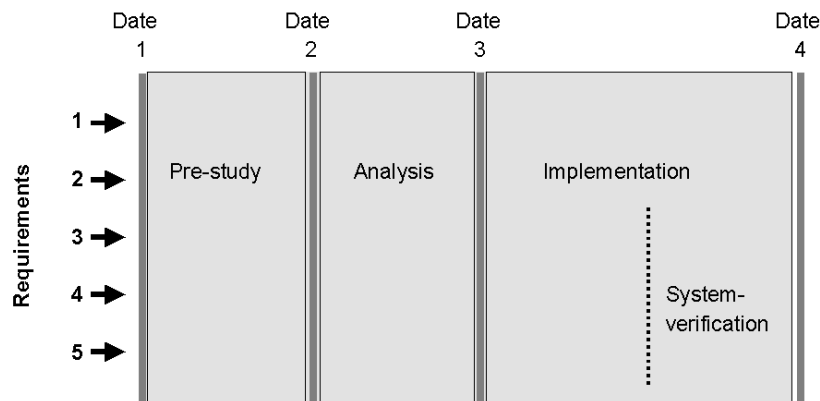 Date Date Date Date
1 2 3 4
Requirements
1
2
3
4
5
Pre-study Analysis Implementation
System-
verification